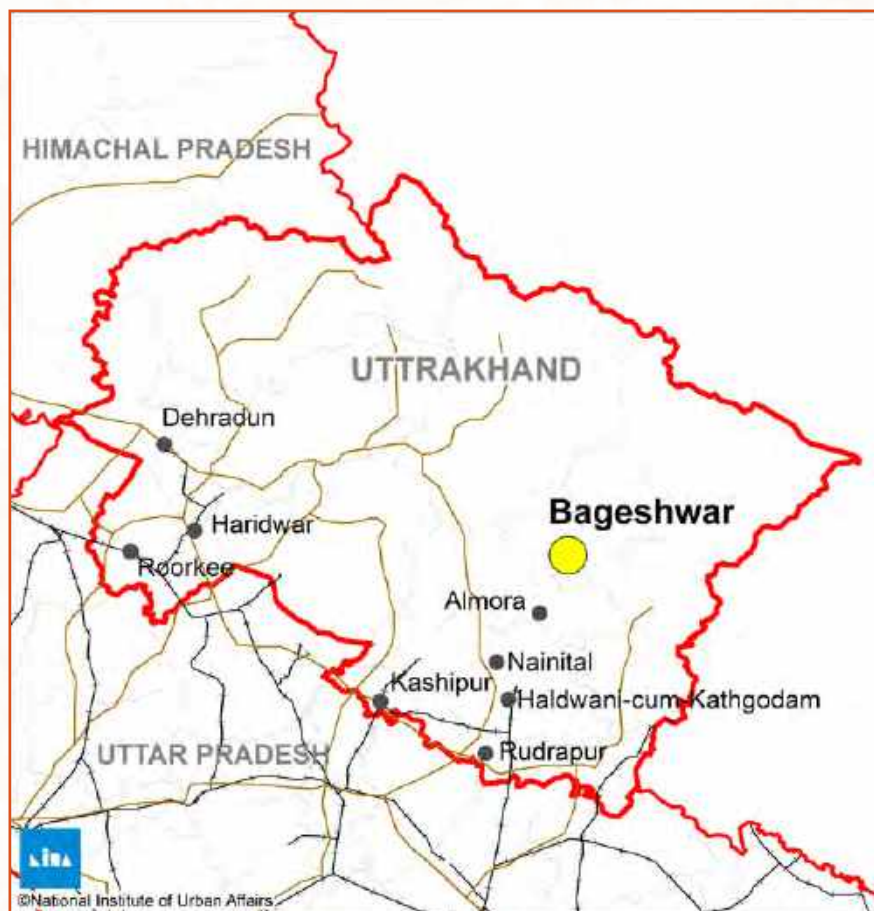 HIMACHAL PRADESH
UTTRAKHAND
Dehradun
Bageshwar
Haridwar
Roorkee
Almora
Nainital
Kashipur
Haldwani-cum-Kathgodam
UTTAR PRADESH
Rudrapur
©National Institute of Urban Affairs